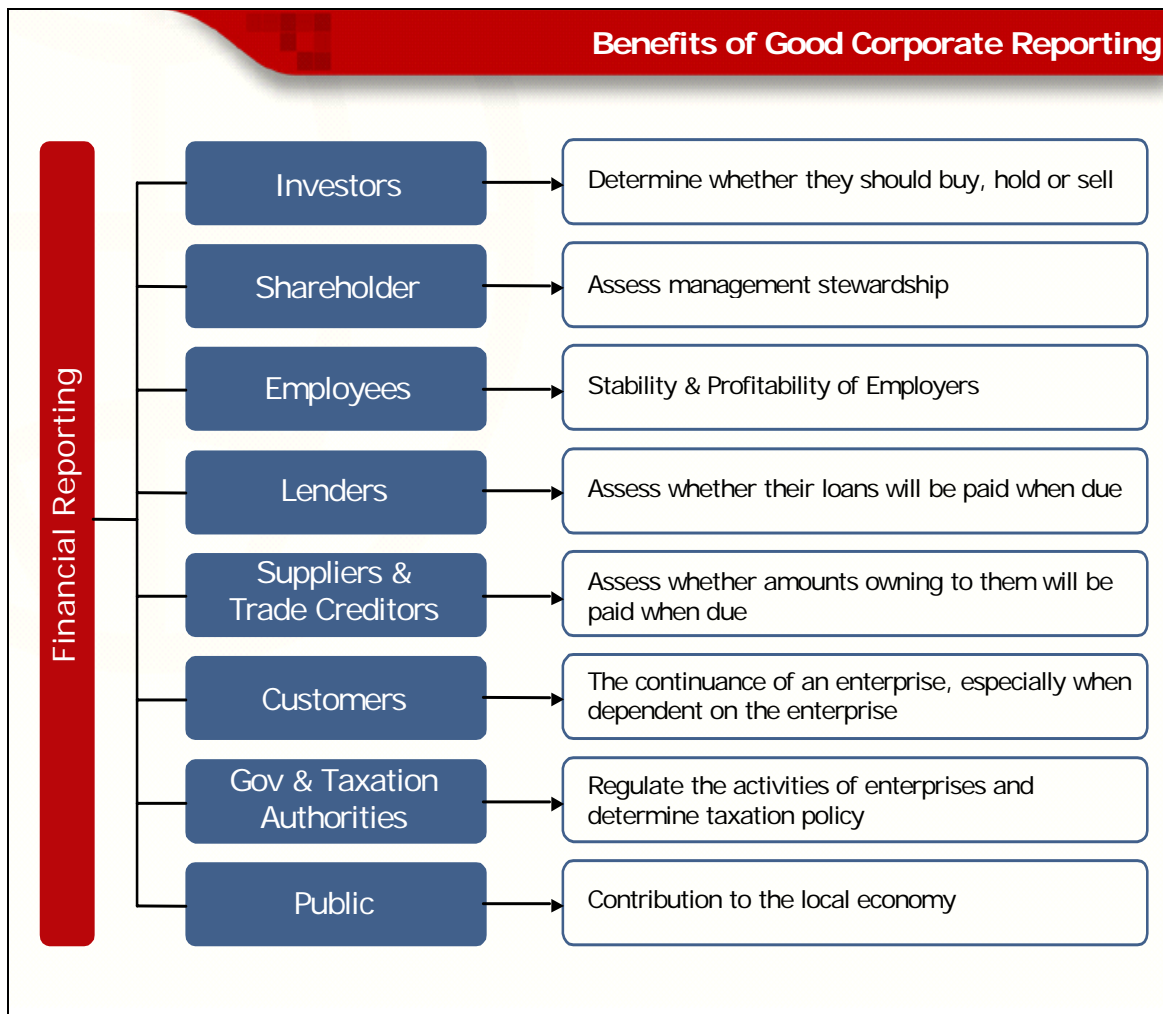 Benefits of Good Corporate Reporting
Financial Reporting
Investors
Determine whether they should buy, hold or sell
Shareholder
Assess management stewardship
Employees
Stability & Profitability of Employers
Lenders
Assess whether their loans will be paid when due
Suppliers &
Trade Creditors
Assess whether amounts owning to them will be
paid when due
Customers
The continuance of an enterprise, especially when
dependent on the enterprise
Gov & Taxation
Authorities
Regulate the activities of enterprises and
determine taxation policy
Public
Contribution to the local economy